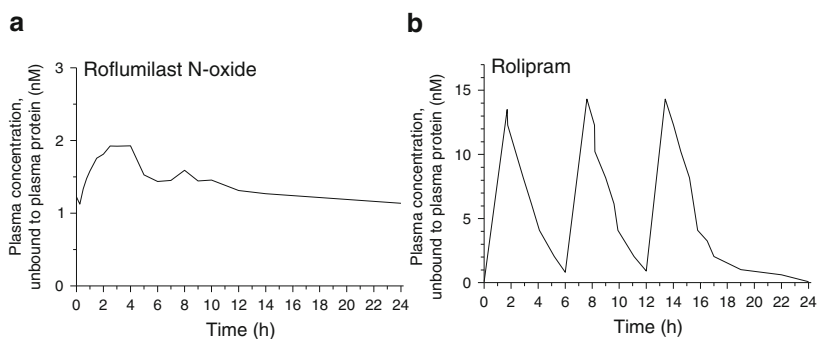 a
Roflumilast N-oxide
Plasma concentration,
unbound to plasma protein (nM)
3
2
1
0
0 2 4 6 8 10 12 14 16 18 20 22 24
Time (h)
b
Rolipram
Plasma concentration,
unbound to plasma protein (nM)
15
10
5
0
0 2 4 6 8 10 12 14 16 18 20 22 24
Time (h)